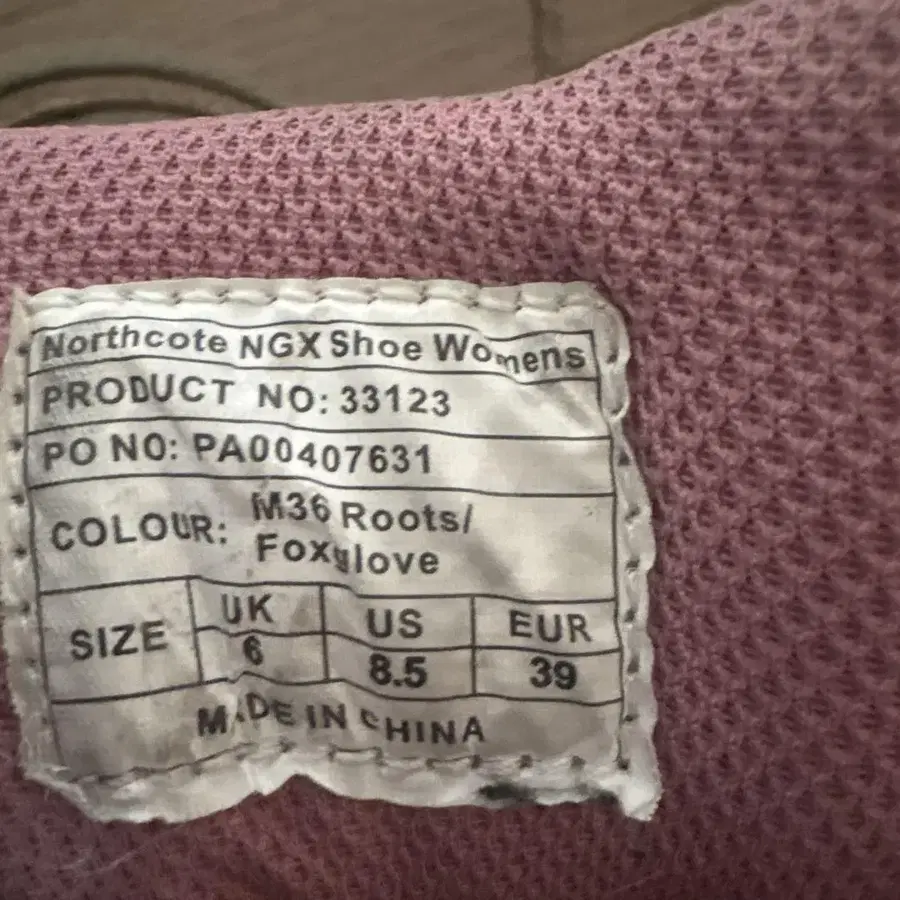 Northcote NGX Shoe Womens
PRODUCT NO: 33123
PO NO: PA00407631
COLOUR: M36 Roots/
Foxglove
SIZE UK US EUR
6 8.5 39
MADE IN CHINA